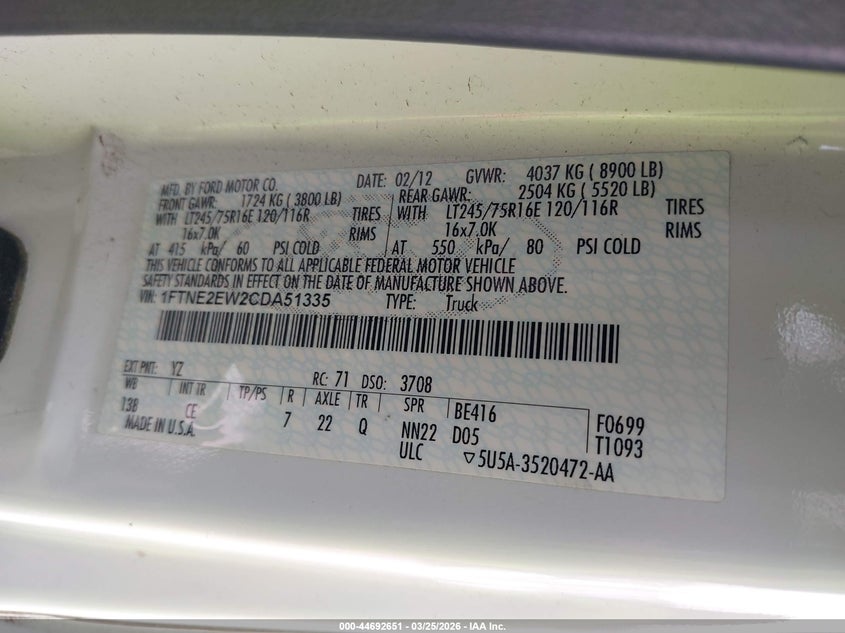 MFD. BY FORD MOTOR CO. DATE: 02/12 GVWR: 4037 KG ( 8900 LB)
FRONT GAWR: 1724 KG ( 3800 LB) REAR GAWR: 2504 KG ( 5520 LB)
WITH LT245/75R16E 120/116R TIRES WITH LT245/75R16E 120/116R TIRES
16x7.0K RIMS 16x7.0K RIMS
AT 415 kPa/ 60 PSI COLD AT 550 kPa/ 80 PSI COLD
THIS VEHICLE CONFORMS TO ALL APPLICABLE FEDERAL MOTOR VEHICLE
SAFETY STANDARDS IN EFFECT ON THE DATE OF MANUFACTURE SHOWN ABOVE.
VIN: 1FTNE2EW2CDA51335 TYPE: Truck
EXT PNT: YZ RC: 71 DSO: 3708
WB INT TR TP/PS R AXLE TR SPR BE416 F0699
138 CE 7 22 Q NN22 D05 T1093
MADE IN U.S.A. ULC ▽5U5A-3520472-AA
000-44692651 | 03/25/2026 - IAA Inc.